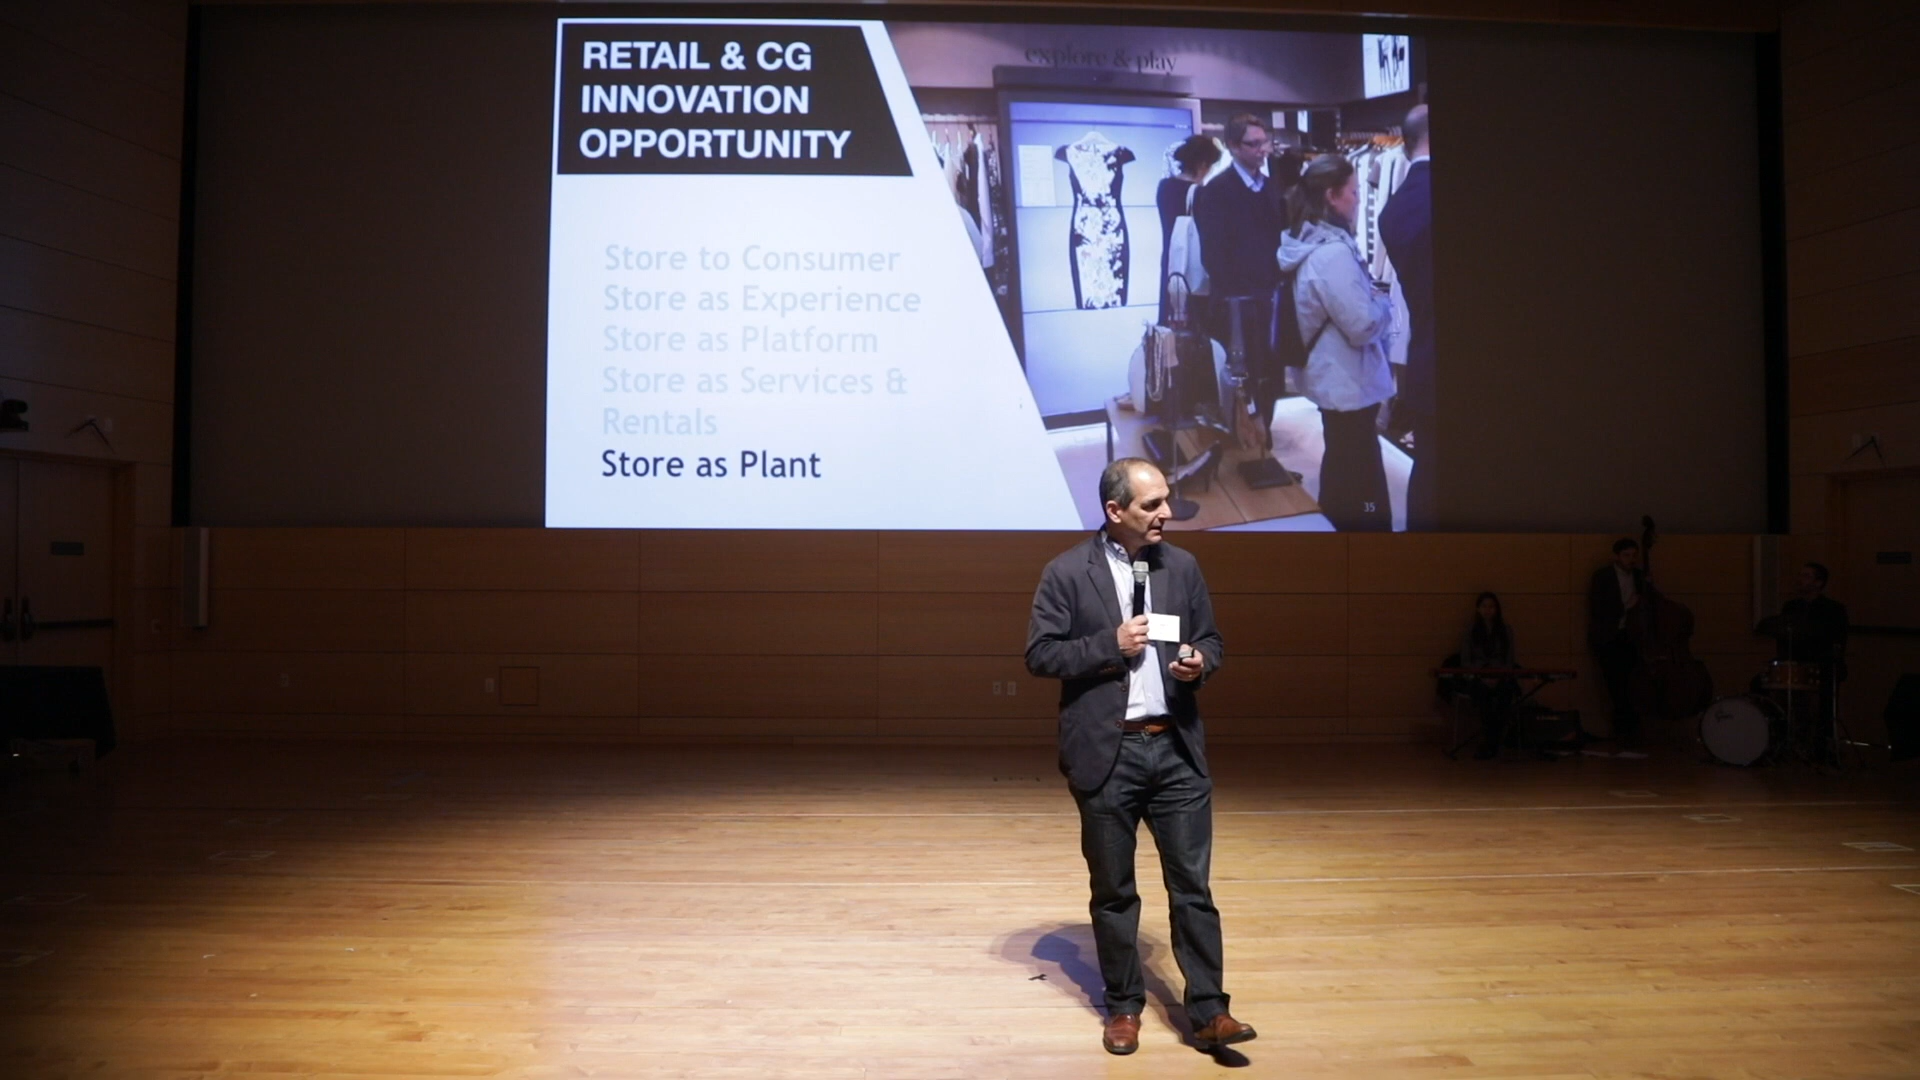 RETAIL & CG
INNOVATION
OPPORTUNITY
explore & play
Store to Consumer
Store as Experience
Store as Platform
Store as Services &
Rentals
Store as Plant
35